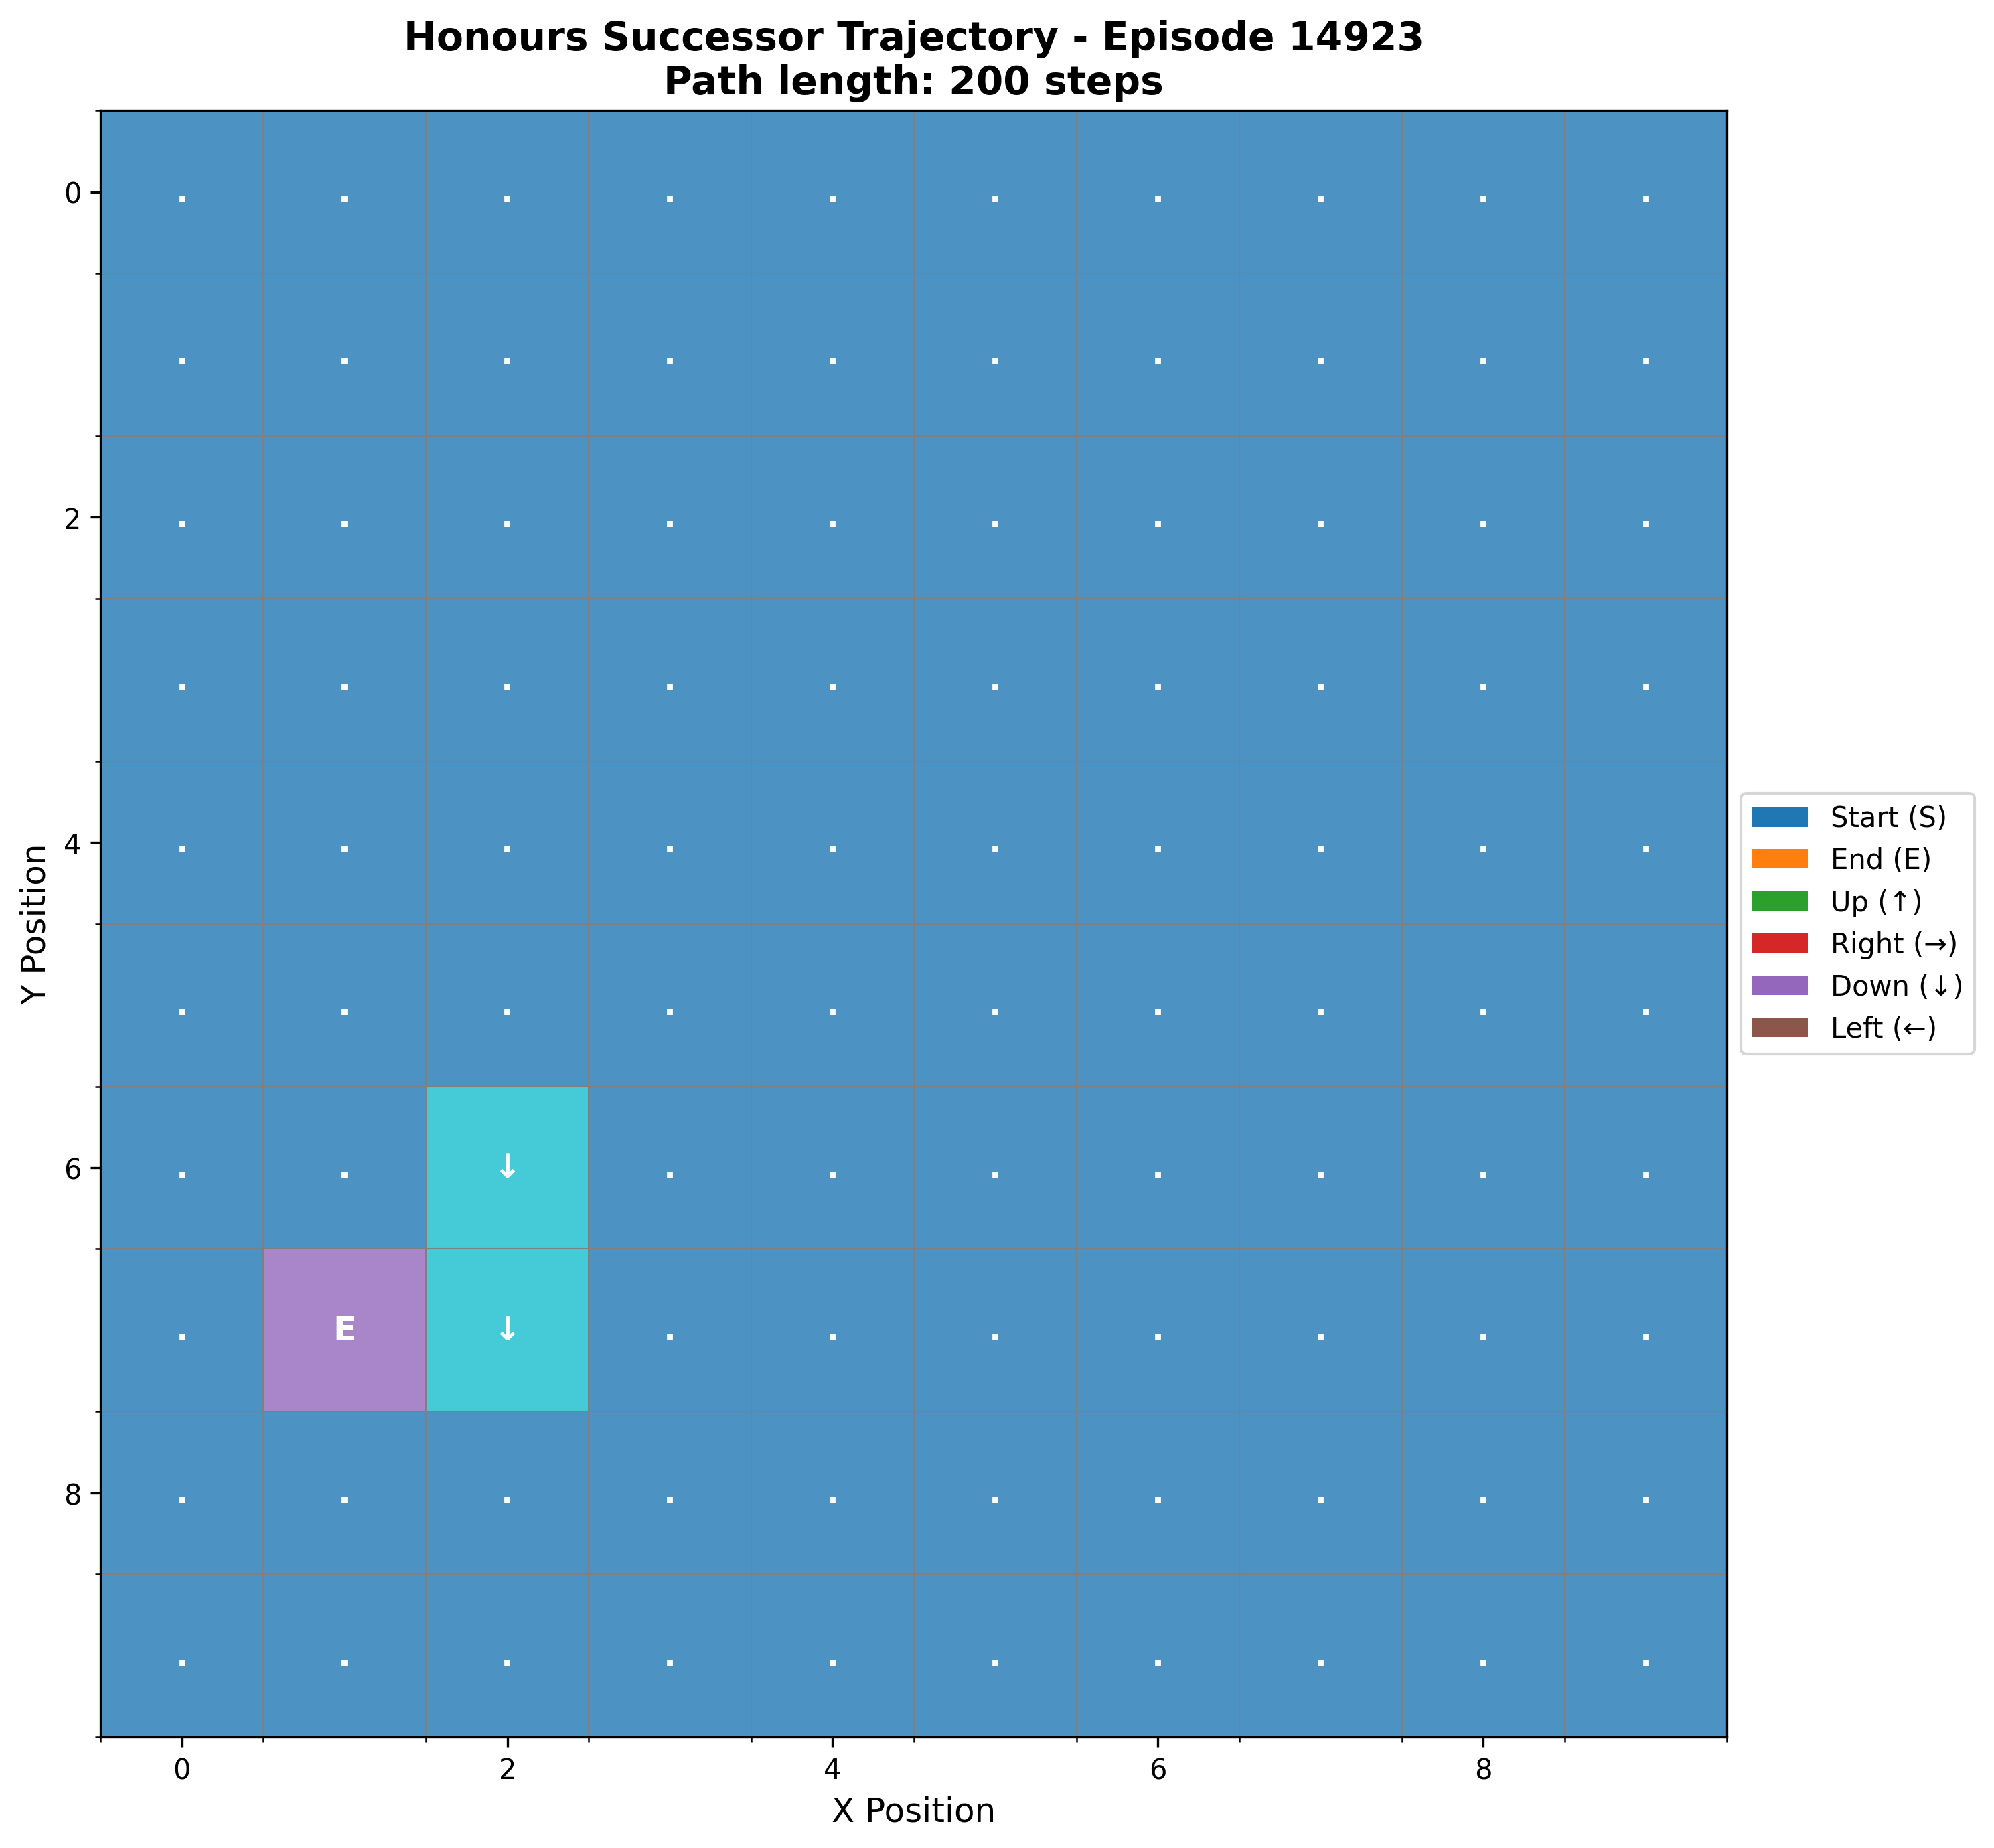 Honours Successor Trajectory - Episode 14923
Path length: 200 steps
0
2
4
Y Position
6
8
↓
E ↓
Start (S)
End (E)
Up (↑)
Right (→)
Down (↓)
Left (←)
0 2 4 6 8
X Position